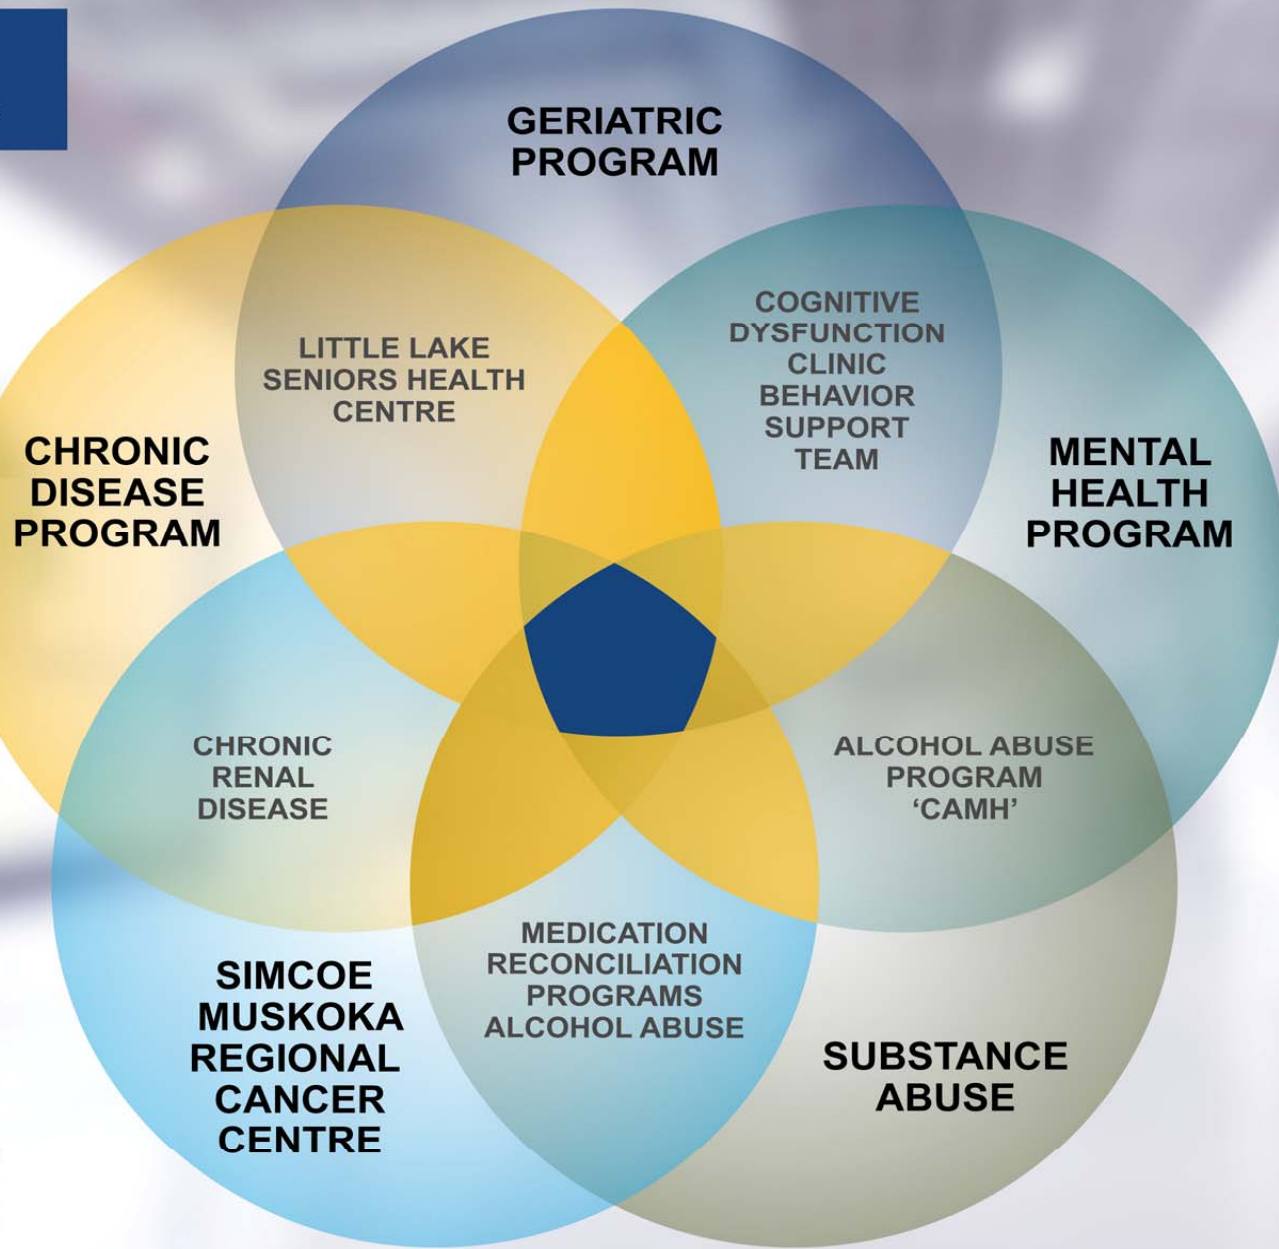 GERIATRIC
PROGRAM
COGNITIVE
DYSFUNCTION
CLINIC
BEHAVIOR
SUPPORT
TEAM
LITTLE LAKE
SENIORS HEALTH
CENTRE
CHRONIC
DISEASE
PROGRAM
MENTAL
HEALTH
PROGRAM
CHRONIC
RENAL
DISEASE
ALCOHOL ABUSE
PROGRAM
‘CAMH’
MEDICATION
RECONCILIATION
PROGRAMS
ALCOHOL ABUSE
SIMCOE
MUSKOKA
REGIONAL
CANCER
CENTRE
SUBSTANCE
ABUSE